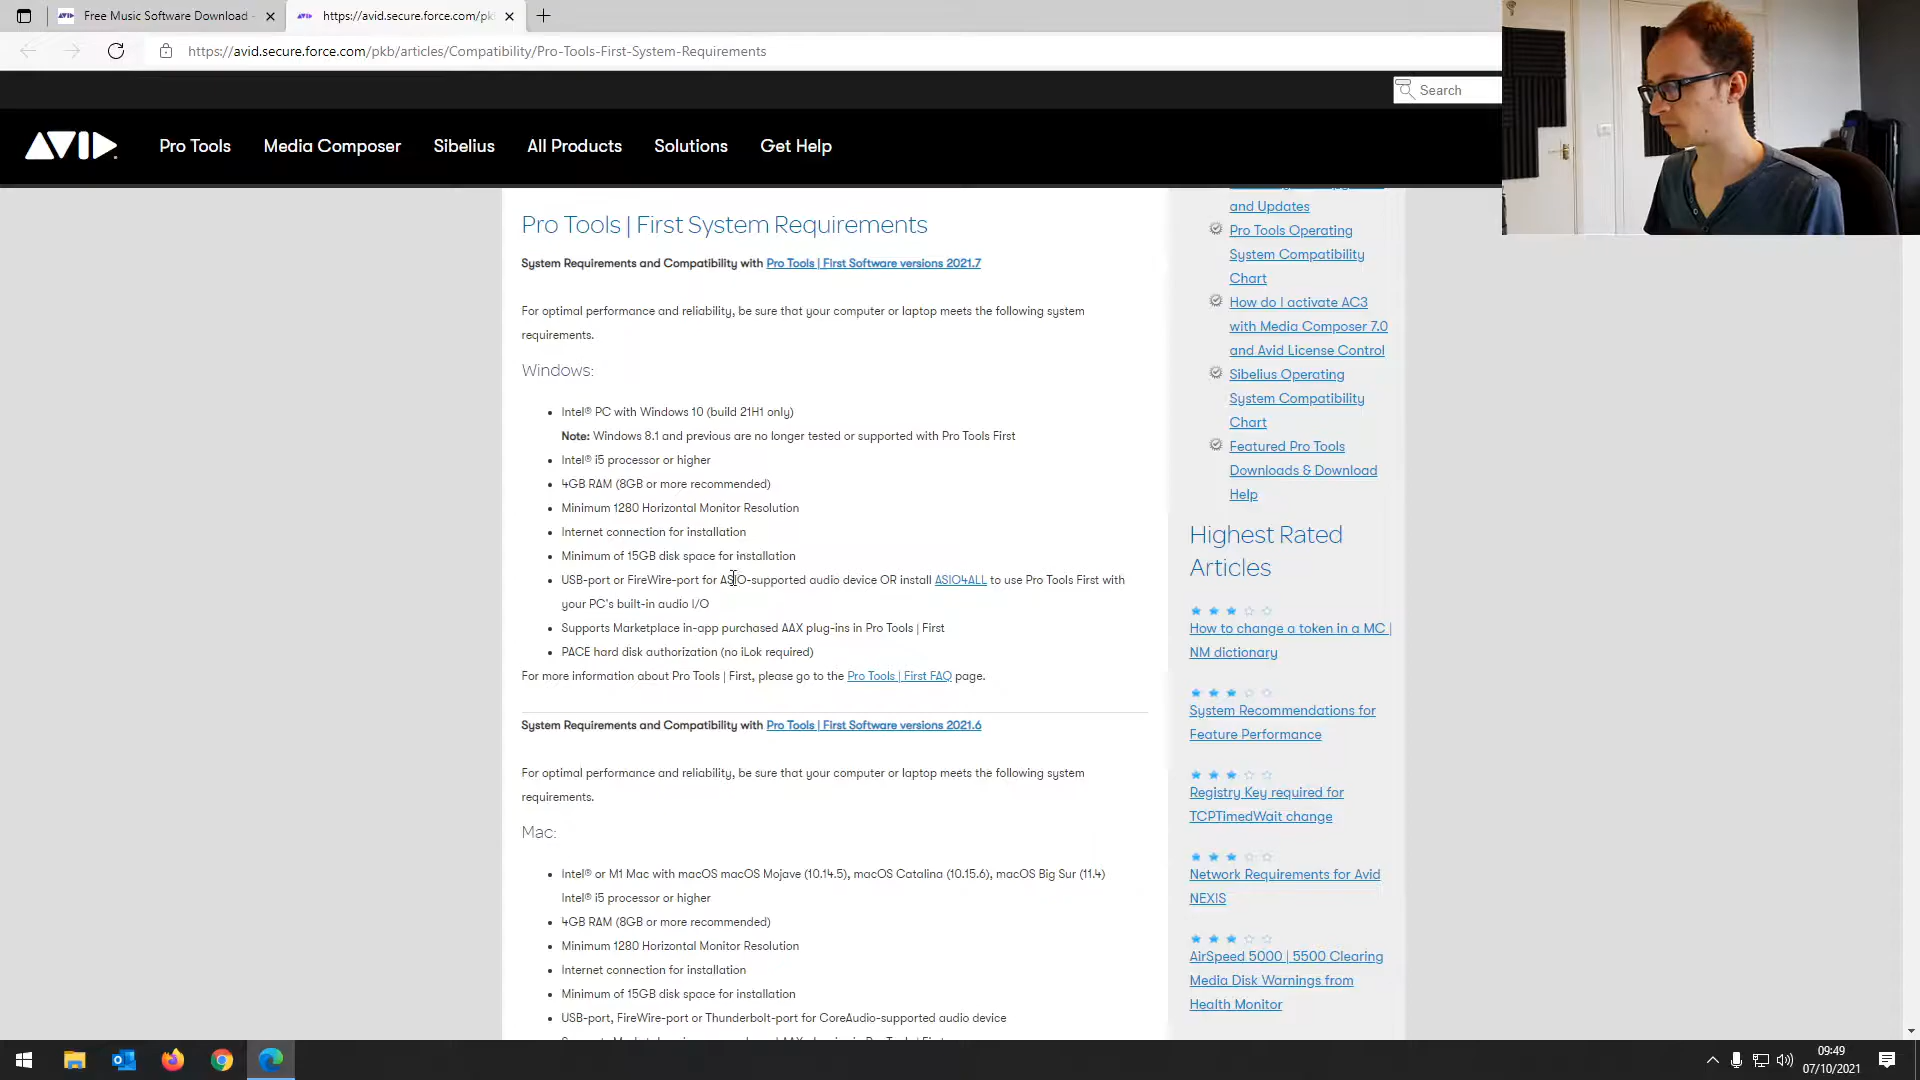 Free Music Software Download -
https://avid.secure.force.com/pk
https://avid.secure.force.com/pkb/articles/Compatibility/Pro-Tools-First-System-Requirements
Search
AVID
Pro Tools
Media Composer
Sibelius
All Products
Solutions
Get Help
Pro Tools | First System Requirements
System Requirements and Compatibility with Pro Tools | First Software versions 2021.7
For optimal performance and reliability, be sure that your computer or laptop meets the following system
requirements.
Windows:
Intel® PC with Windows 10 (build 21H1 only)
Note: Windows 8.1 and previous are no longer tested or supported with Pro Tools First
Intel® i5 processor or higher
4GB RAM (8GB or more recommended)
Minimum 1280 Horizontal Monitor Resolution
Internet connection for installation
Minimum of 15GB disk space for installation
USB-port or FireWire-port for ASIO-supported audio device OR install ASIO4ALL to use Pro Tools First with
your PC's built-in audio I/O
Supports Marketplace in-app purchased AAX plug-ins in Pro Tools | First
PACE hard disk authorization (no iLok required)
For more information about Pro Tools | First, please go to the Pro Tools | First FAQ page.
System Requirements and Compatibility with Pro Tools | First Software versions 2021.6
For optimal performance and reliability, be sure that your computer or laptop meets the following system
requirements.
Mac:
Intel® or M1 Mac with macOS macOS Mojave (10.14.5), macOS Catalina (10.15.6), macOS Big Sur (11.4)
Intel® i5 processor or higher
4GB RAM (8GB or more recommended)
Minimum 1280 Horizontal Monitor Resolution
Internet connection for installation
Minimum of 15GB disk space for installation
USB-port, FireWire-port or Thunderbolt-port for CoreAudio-supported audio device
and Updates
Pro Tools Operating
System Compatibility
Chart
How do I activate AC3
with Media Composer 7.0
and Avid License Control
Sibelius Operating
System Compatibility
Chart
Featured Pro Tools
Downloads & Download
Help
Highest Rated
Articles
How to change a token in a MC |
NM dictionary
System Recommendations for
Feature Performance
Registry Key required for
TCPTimedWait change
Network Requirements for Avid
NEXIS
AirSpeed 5000 | 5500 Clearing
Media Disk Warnings from
Health Monitor
09:49
07/10/2021